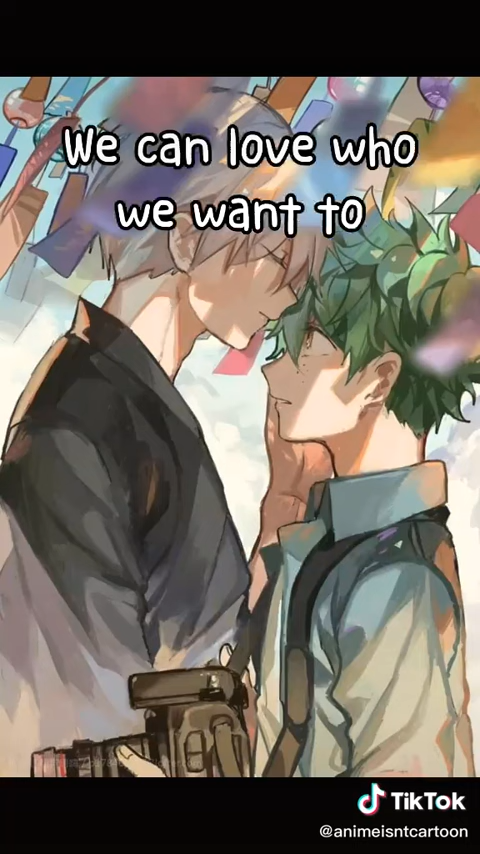 We can love who
we want to
TikTok
@animeisntcartoon